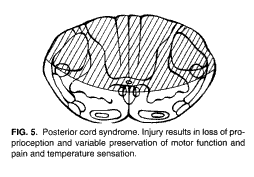 FIG. 5. Posterior cord syndrome. Injury results in loss of pro-
prioception and variable preservation of motor function and
pain and temperature sensation.